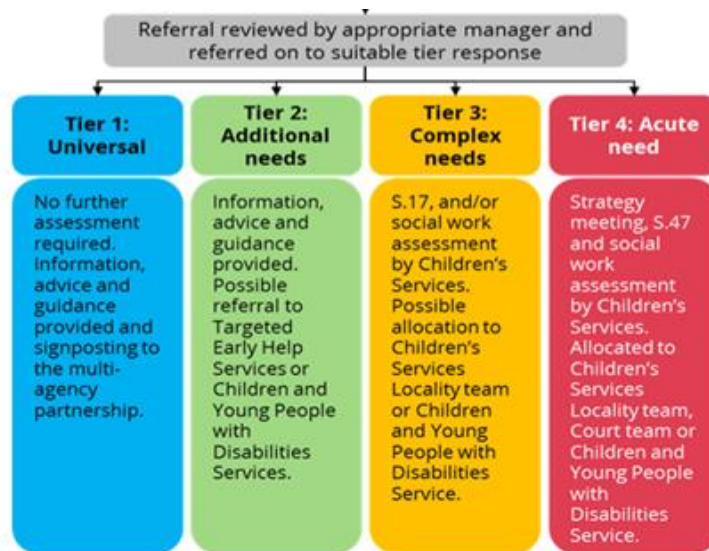 Referral reviewed by appropriate manager and
referred on to suitable tier response
Tier 1:
Universal
No further
assessment
required.
Information,
advice and
guidance
provided and
signposting to
the multi-
agency
partnership.
Tier 2:
Additional
needs
Information,
advice and
guidance
provided.
Possible
referral to
Targeted
Early Help
Services or
Children and
Young People
with
Disabilities
Services.
Tier 3:
Complex
needs
S.17, and/or
social work
assessment
by Children's
Services.
Possible
allocation to
Children's
Services
Locality team
or Children
and Young
People with
Disabilities
Service.
Tier 4: Acute
need
Strategy
meeting, S.47
and social
work
assessment
by Children's
Services.
Allocated to
Children's
Services
Locality team,
Court team or
Children and
Young People
with
Disabilities
Service.